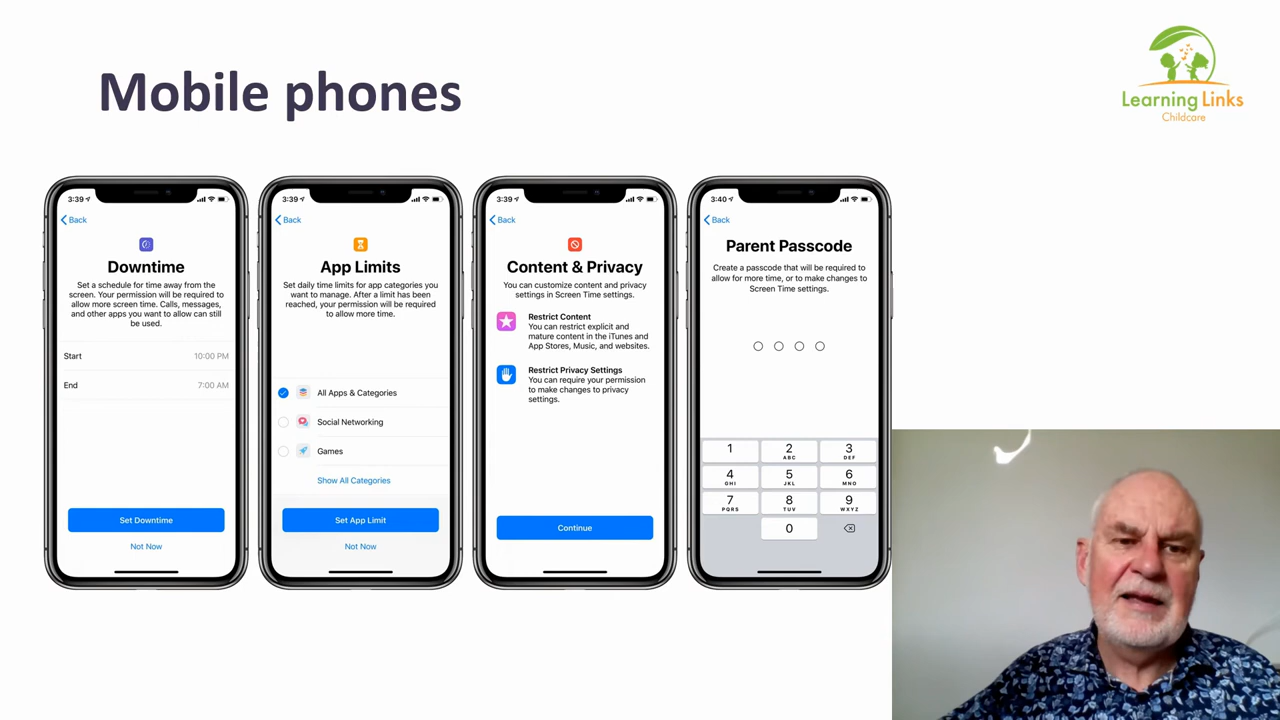 Mobile phones
Learning Links
Childcare
3:39
Back
Downtime
Set a schedule for time away from the
screen. Your permission will be required to
allow more screen time. Calls, messages,
and other apps you want to allow can still
be used.
Start 10:00 PM
End 7:00 AM
Set Downtime
Not Now
3:39
Back
App Limits
Set daily time limits for app categories you
want to manage. After a limit has been
reached, your permission will be required
to allow more time.
All Apps & Categories
Social Networking
Games
Show All Categories
Set App Limit
Not Now
3:39
Back
Content & Privacy
You can customize content and privacy
settings in Screen Time settings.
Restrict Content
You can restrict explicit and
mature content in the iTunes and
App Stores, Music, and websites.
Restrict Privacy Settings
You can require your permission
to make changes to privacy
settings.
Continue
3:40
Back
Parent Passcode
Create a passcode that will be required to
allow for more time, or to make changes to
Screen Time settings.
1 2 3
ABC DEF
4 5 6
GHI JKL MNO
7 8 9
PQRS TUV WXYZ
0